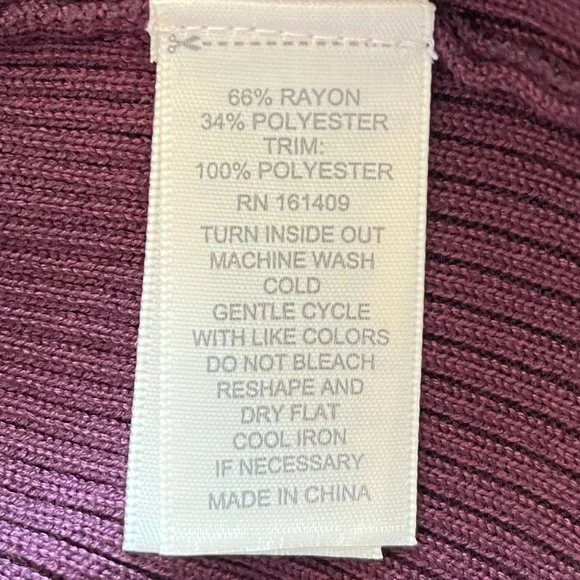 66% RAYON
34% POLYESTER
TRIM:
100% POLYESTER
RN 161409
TURN INSIDE OUT
MACHINE WASH
COLD
GENTLE CYCLE
WITH LIKE COLORS
DO NOT BLEACH
RESHAPE AND
DRY FLAT
COOL IRON
IF NECESSARY
MADE IN CHINA